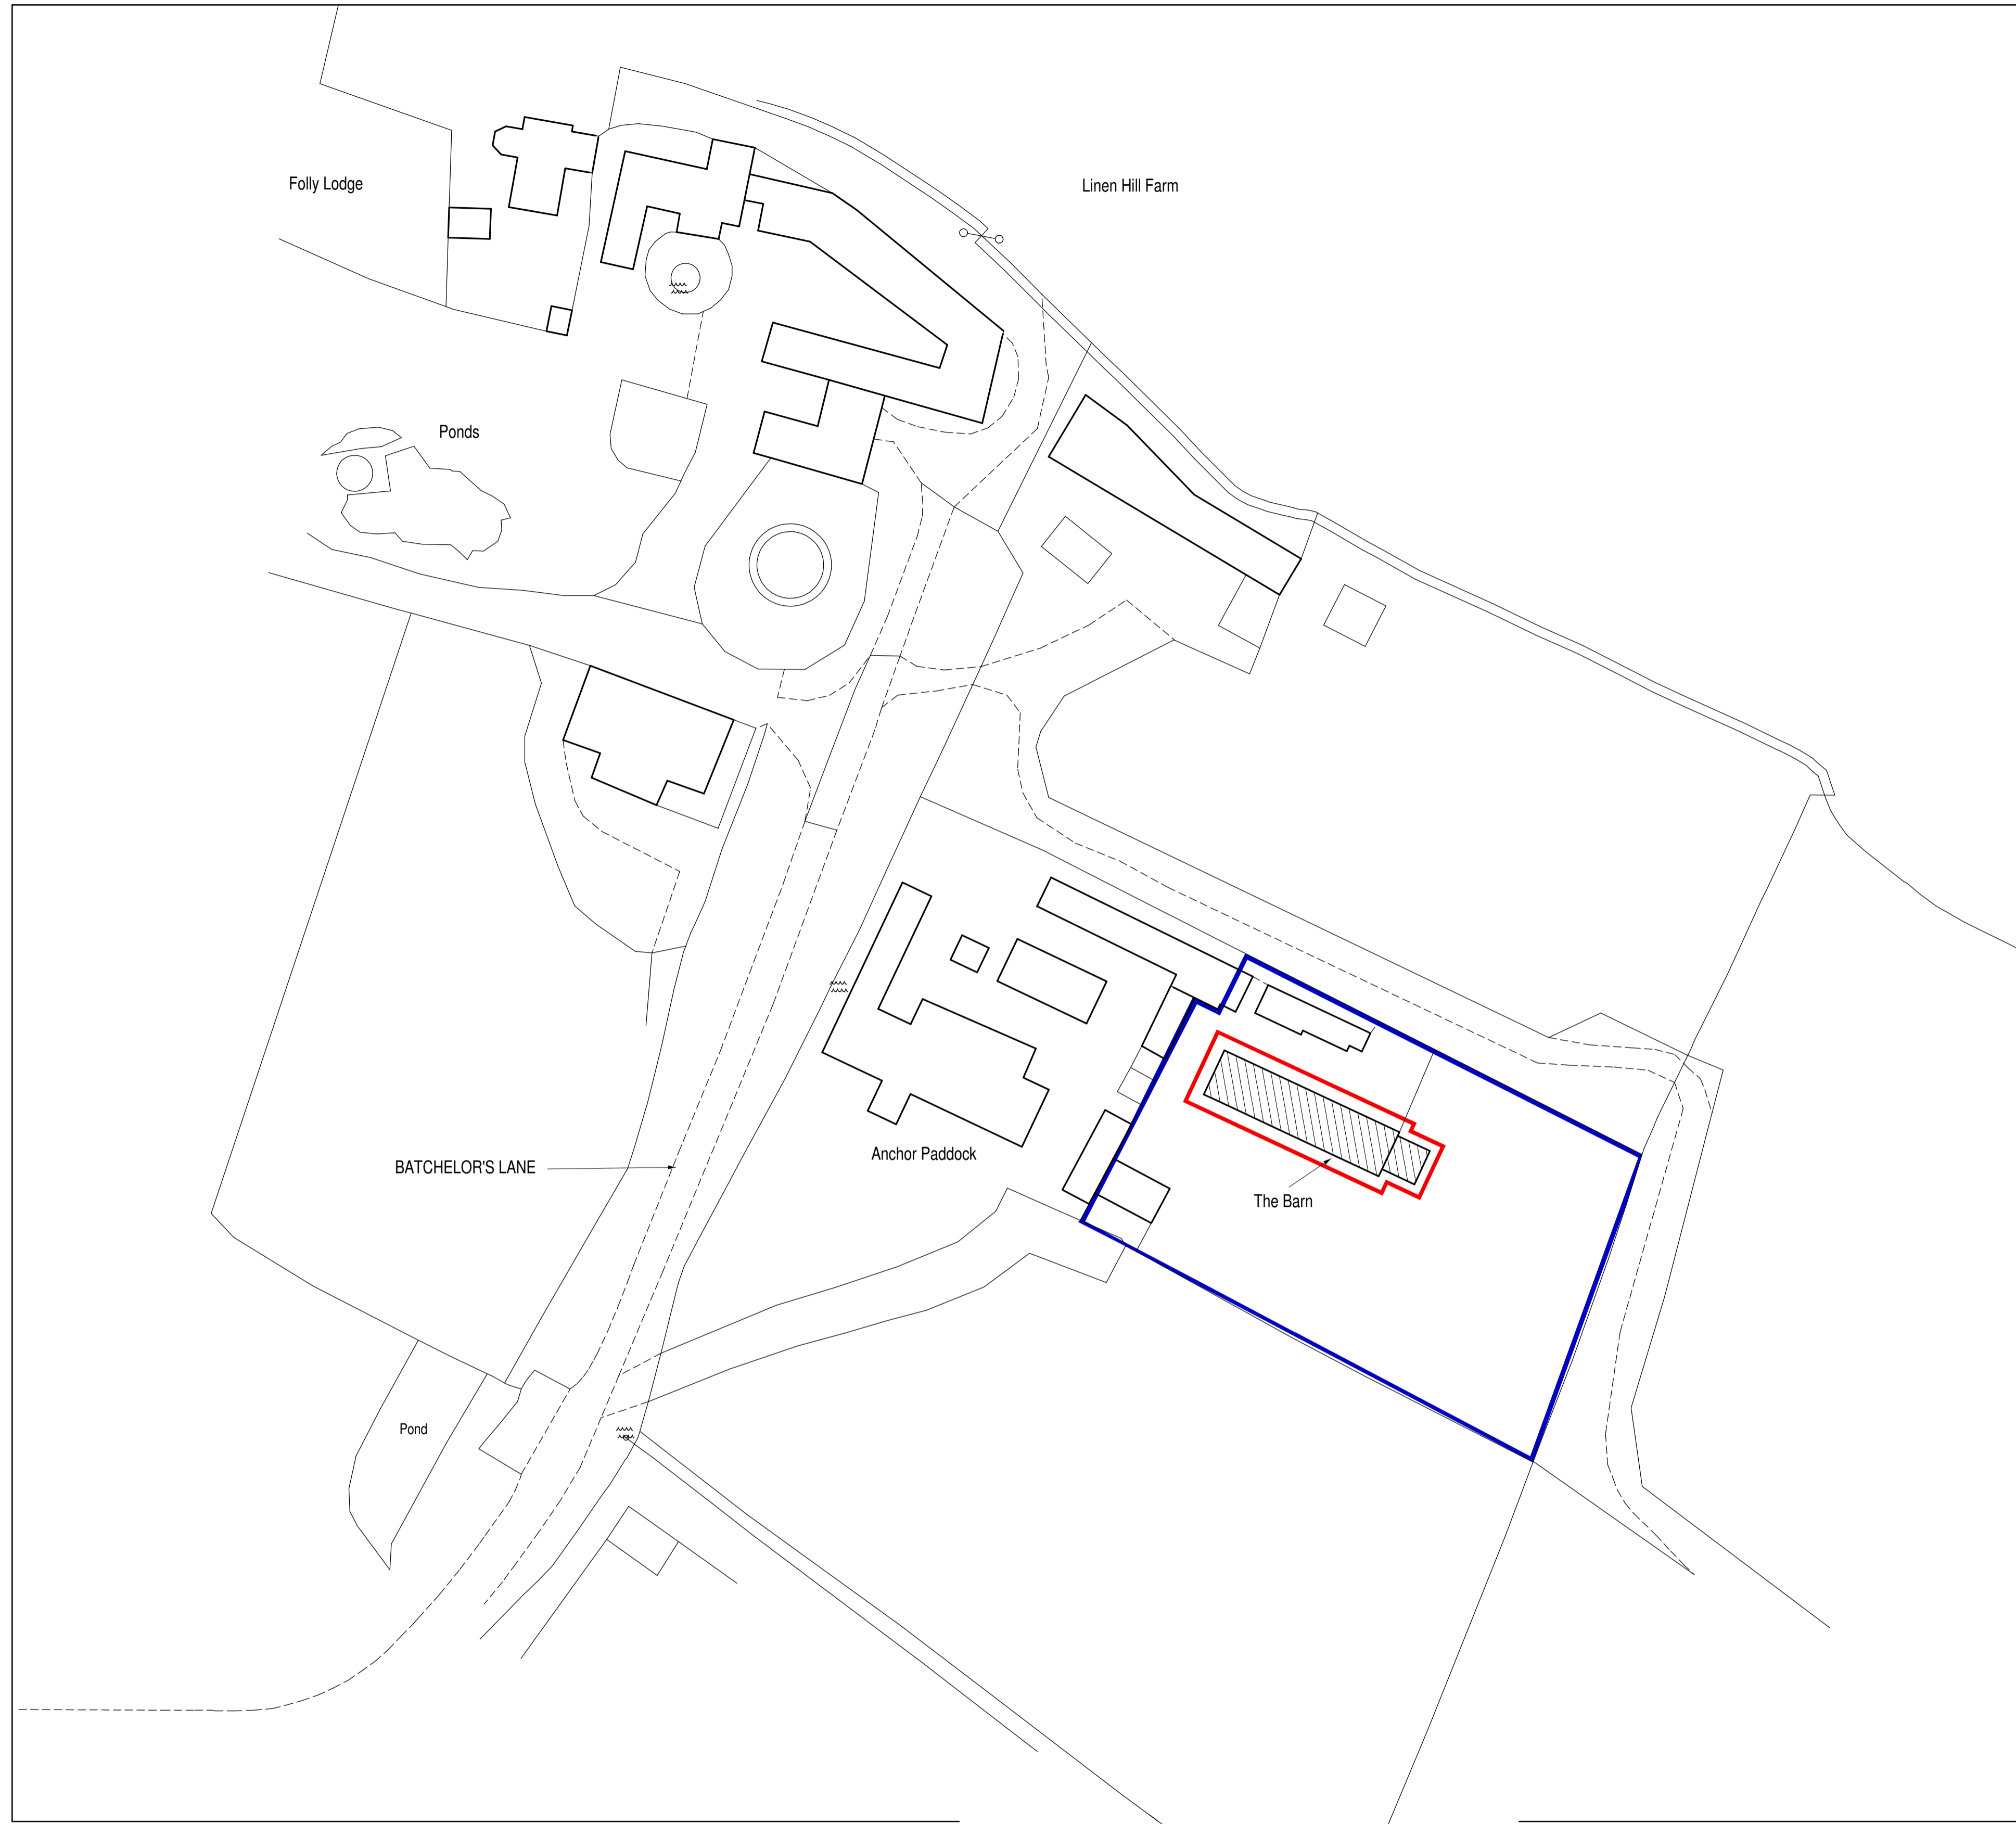 Folly Lodge
Linen Hill Farm
Ponds
Anchor Paddock
BATCHELOR'S LANE
The Barn
Pond